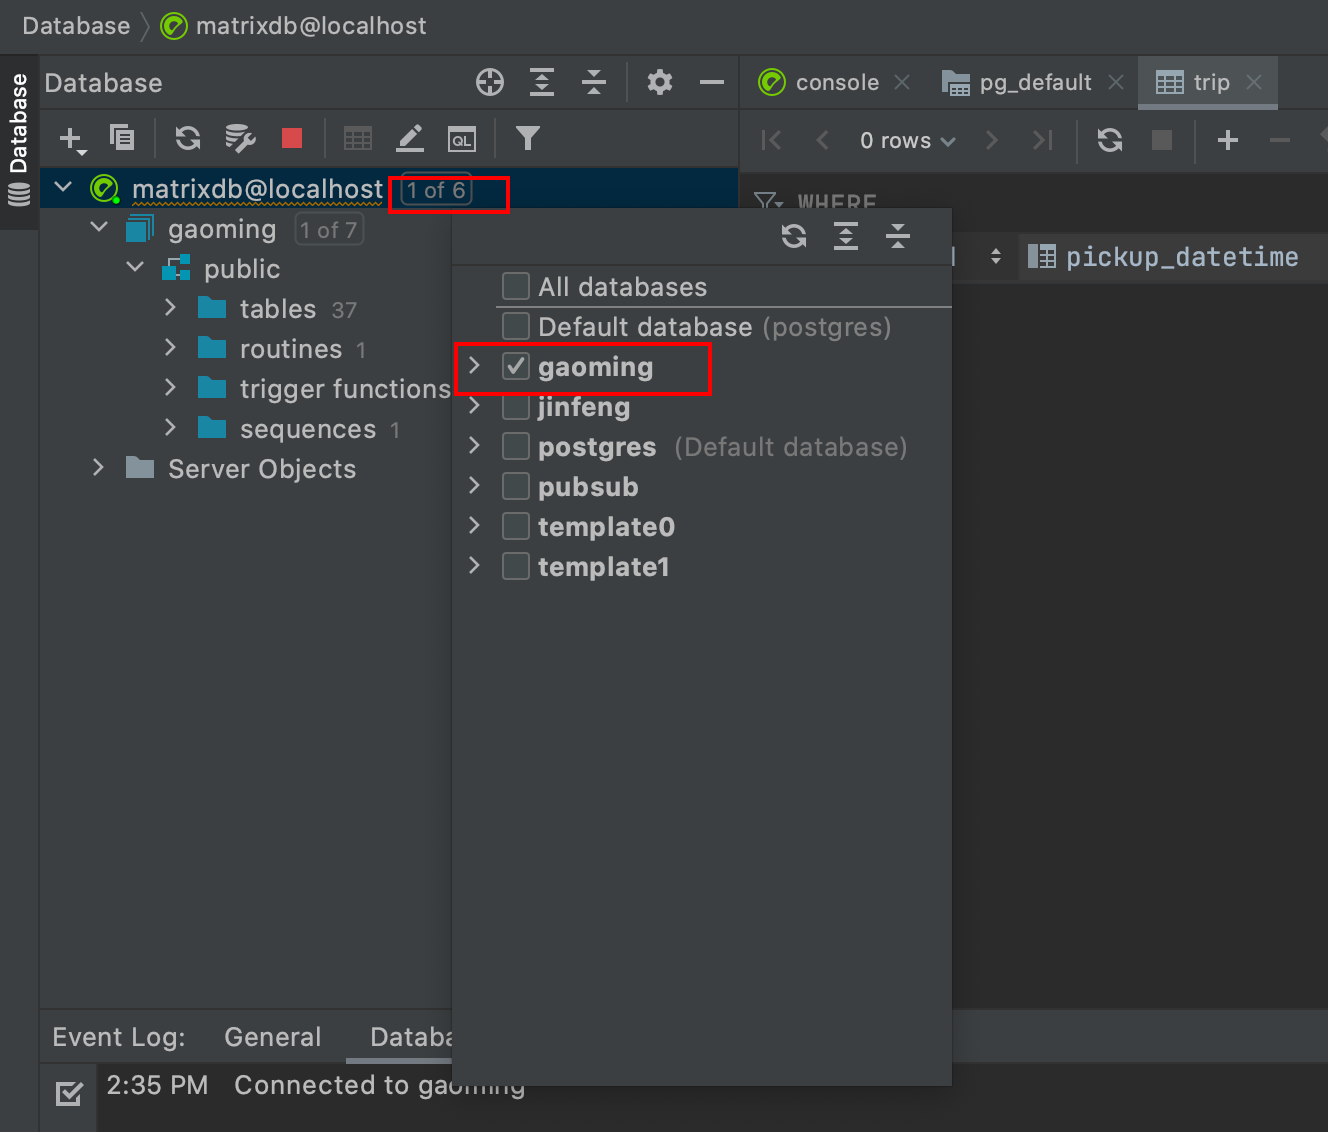 Database
matrixdb@localhost
Database
Database
console
pg_default
trip
QL
0 rows
matrixdb@localhost
1 of 6
WHERE
gaoming
1 of 7
public
pickup_datetime
tables 37
All databases
routines 1
Default database (postgres)
trigger functions
gaoming
sequences 1
jinfeng
Server Objects
postgres (Default database)
pubsub
template0
template1
Event Log:
General
2:35 PM Connected to gaoming